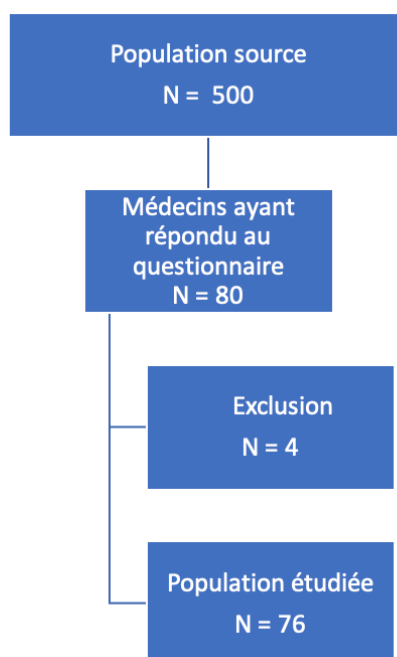 Population source
N = 500
Médecins ayant
répondu au
questionnaire
N = 80
Exclusion
N = 4
Population étudiée
N = 76